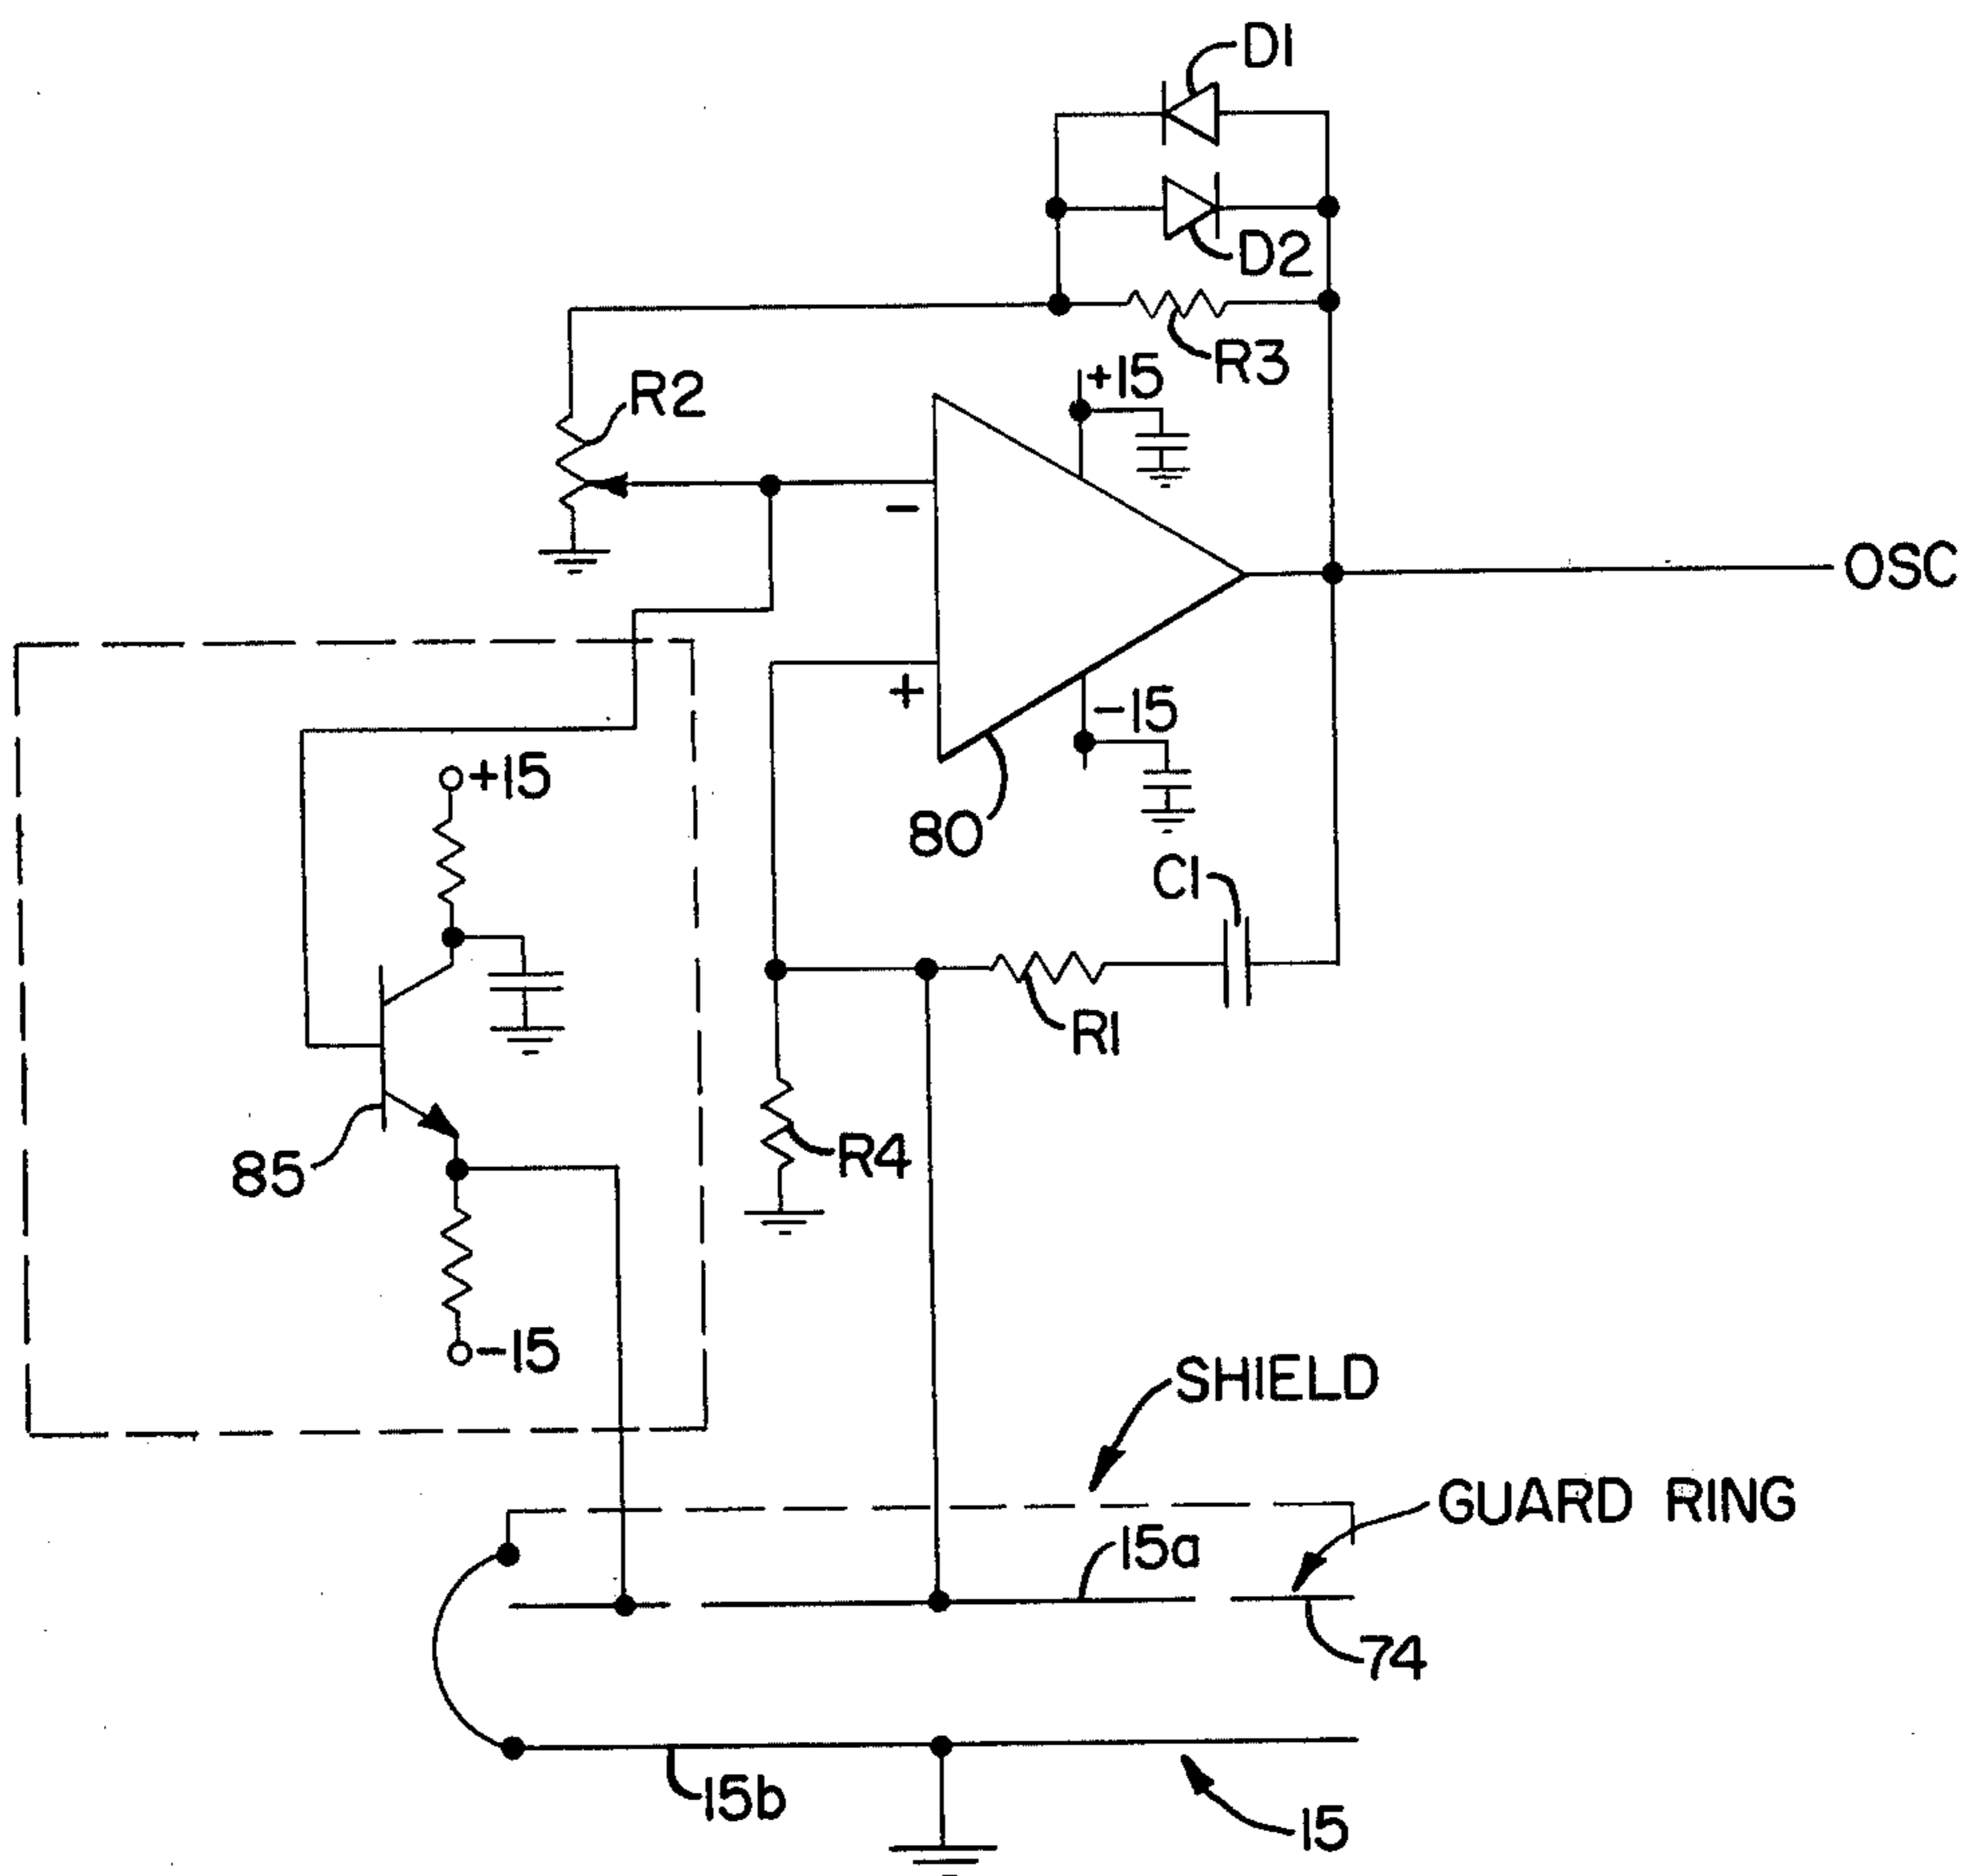 D1
D2
R3
R2
+15
-
OSC
+
-15
80
+15
C1
R1
R4
85
-15
SHIELD
GUARD RING
15a
74
15b
15